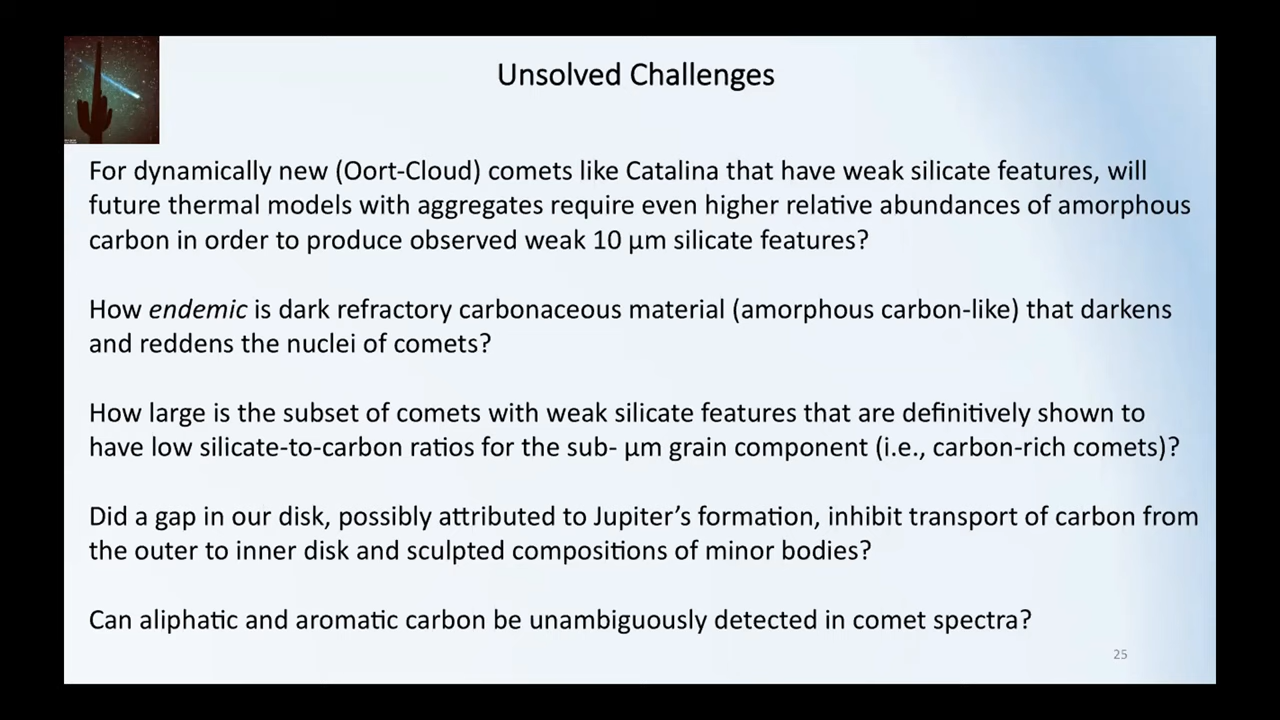 Unsolved Challenges
For dynamically new (Oort-Cloud) comets like Catalina that have weak silicate features, will
future thermal models with aggregates require even higher relative abundances of amorphous
carbon in order to produce observed weak 10 μm silicate features?
How endemic is dark refractory carbonaceous material (amorphous carbon-like) that darkens
and reddens the nuclei of comets?
How large is the subset of comets with weak silicate features that are definitively shown to
have low silicate-to-carbon ratios for the sub- μm grain component (i.e., carbon-rich comets)?
Did a gap in our disk, possibly attributed to Jupiter's formation, inhibit transport of carbon from
the outer to inner disk and sculpted compositions of minor bodies?
Can aliphatic and aromatic carbon be unambiguously detected in comet spectra?
25